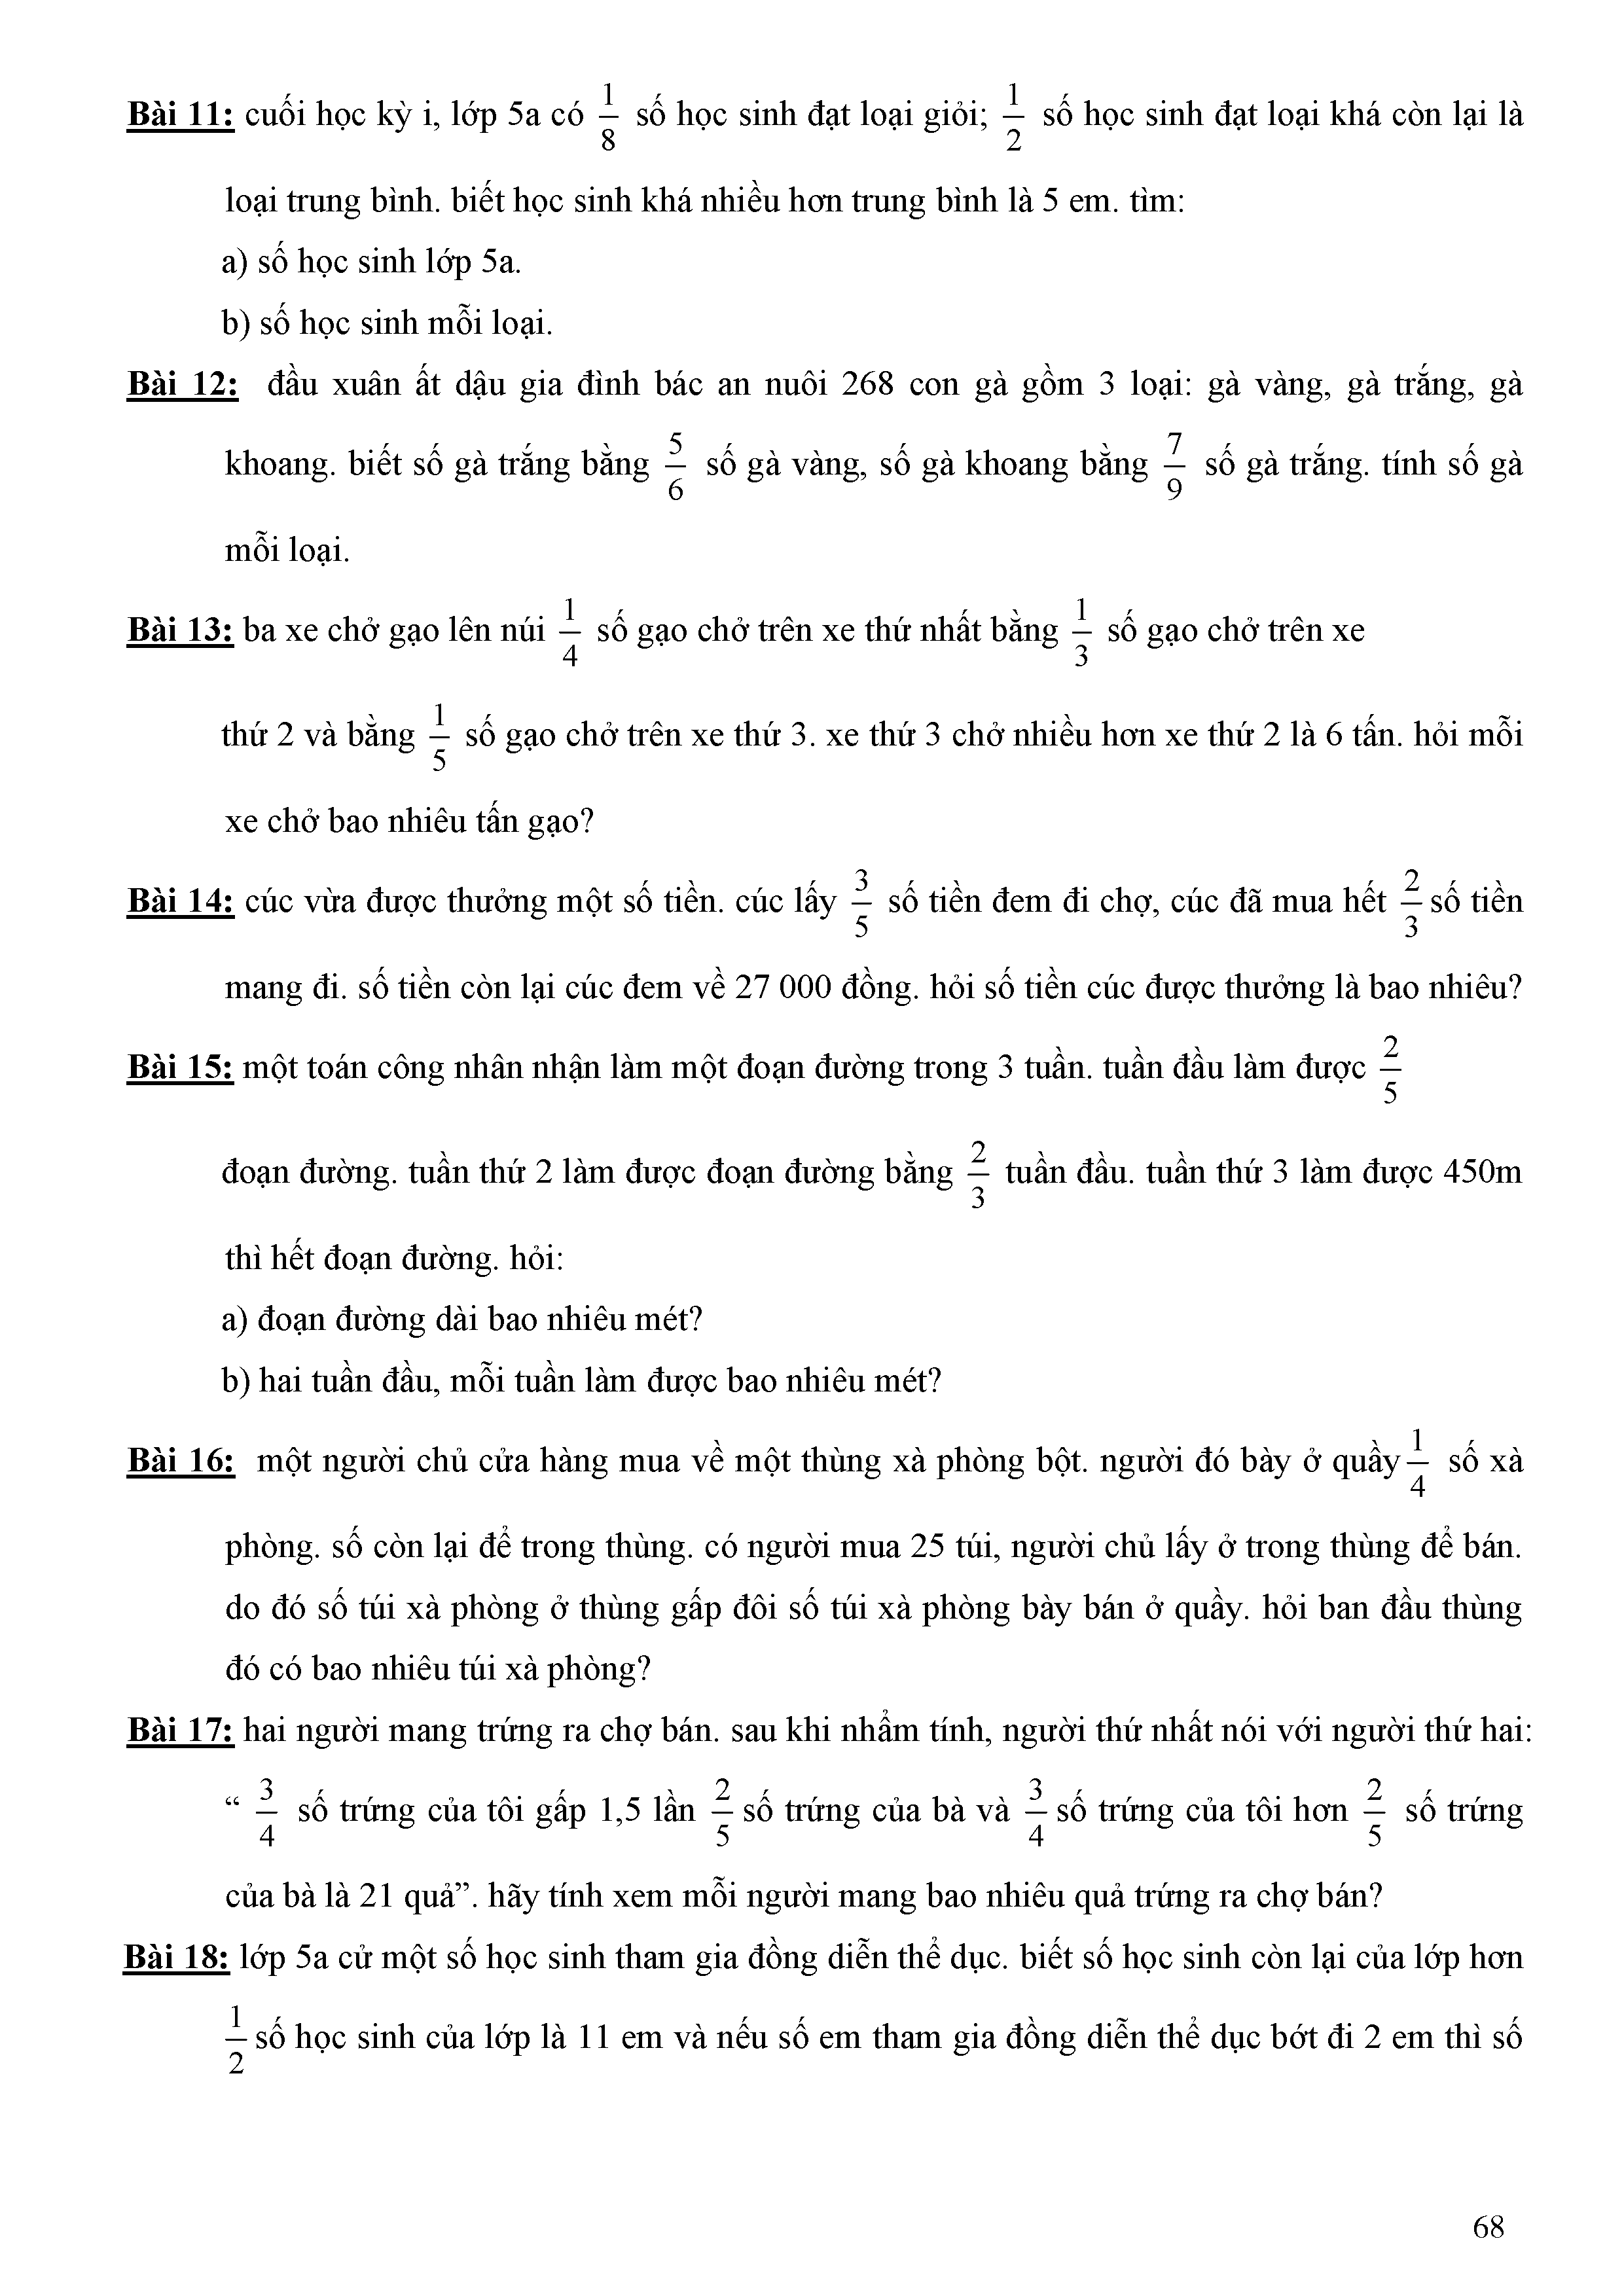 Bài 11: cuối học kỳ i, lớp 5a có 1/8 số học sinh đạt loại giỏi; 1/2 số học sinh đạt loại khá còn lại là
loại trung bình. biết học sinh khá nhiều hơn trung bình là 5 em. tìm:
a) số học sinh lớp 5a.
b) số học sinh mỗi loại.
Bài 12: đầu xuân ất dậu gia đình bác an nuôi 268 con gà gồm 3 loại: gà vàng, gà trắng, gà
khoang. biết số gà trắng bằng 5/6 số gà vàng, số gà khoang bằng 7/9 số gà trắng. tính số gà
mỗi loại.
Bài 13: ba xe chở gạo lên núi 1/4 số gạo chở trên xe thứ nhất bằng 1/3 số gạo chở trên xe
thứ 2 và bằng 1/5 số gạo chở trên xe thứ 3. xe thứ 3 chở nhiều hơn xe thứ 2 là 6 tấn. hỏi mỗi
xe chở bao nhiêu tấn gạo?
Bài 14: cúc vừa được thưởng một số tiền. cúc lấy 3/5 số tiền đem đi chợ, cúc đã mua hết 2/3 số tiền
mang đi. số tiền còn lại cúc đem về 27 000 đồng. hỏi số tiền cúc được thưởng là bao nhiêu?
Bài 15: một toán công nhân nhận làm một đoạn đường trong 3 tuần. tuần đầu làm được 2/5
đoạn đường. tuần thứ 2 làm được đoạn đường bằng 2/3 tuần đầu. tuần thứ 3 làm được 450m
thì hết đoạn đường. hỏi:
a) đoạn đường dài bao nhiêu mét?
b) hai tuần đầu, mỗi tuần làm được bao nhiêu mét?
Bài 16: một người chủ cửa hàng mua về một thùng xà phòng bột. người đó bày ở quầy 1/4 số xà
phòng. số còn lại để trong thùng. có người mua 25 túi, người chủ lấy ở trong thùng để bán.
do đó số túi xà phòng ở thùng gấp đôi số túi xà phòng bày bán ở quầy. hỏi ban đầu thùng
đó có bao nhiêu túi xà phòng?
Bài 17: hai người mang trứng ra chợ bán. sau khi nhẩm tính, người thứ nhất nói với người thứ hai:
“ 3/4 số trứng của tôi gấp 1,5 lần 2/5 số trứng của bà và 3/4 số trứng của tôi hơn 2/5 số trứng
của bà là 21 quả”. hãy tính xem mỗi người mang bao nhiêu quả trứng ra chợ bán?
Bài 18: lớp 5a cử một số học sinh tham gia đồng diễn thể dục. biết số học sinh còn lại của lớp hơn
1/2 số học sinh của lớp là 11 em và nếu số em tham gia đồng diễn thể dục bớt đi 2 em thì số
68